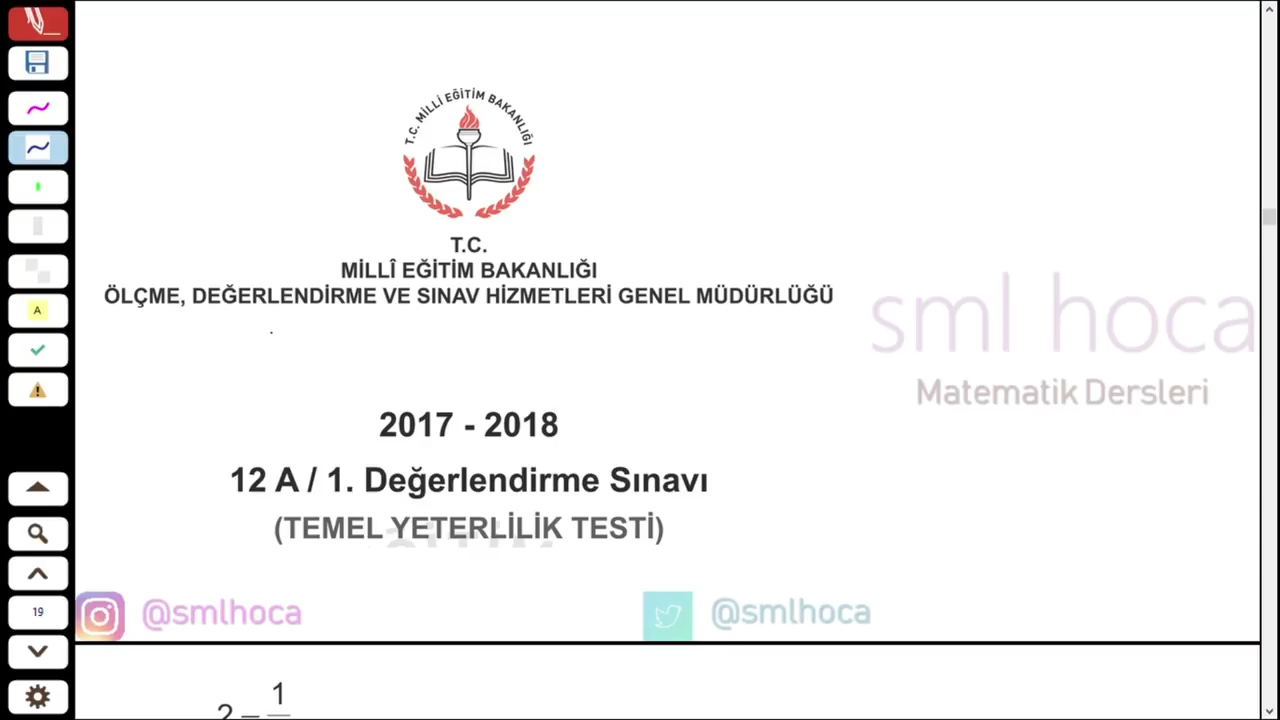 T.C. MİLLİ EĞİTİM BAKANLIĞI
T.C.
MİLLÎ EĞİTİM BAKANLIĞI
ÖLÇME, DEĞERLENDİRME VE SINAV HİZMETLERİ GENEL MÜDÜRLÜĞÜ
sml hoca
Matematik Dersleri
2017 - 2018
12 A / 1. Değerlendirme Sınavı
(TEMEL YETERLİLİK TESTİ)
@smlhoca
@smlhoca
A
19
1
2 –